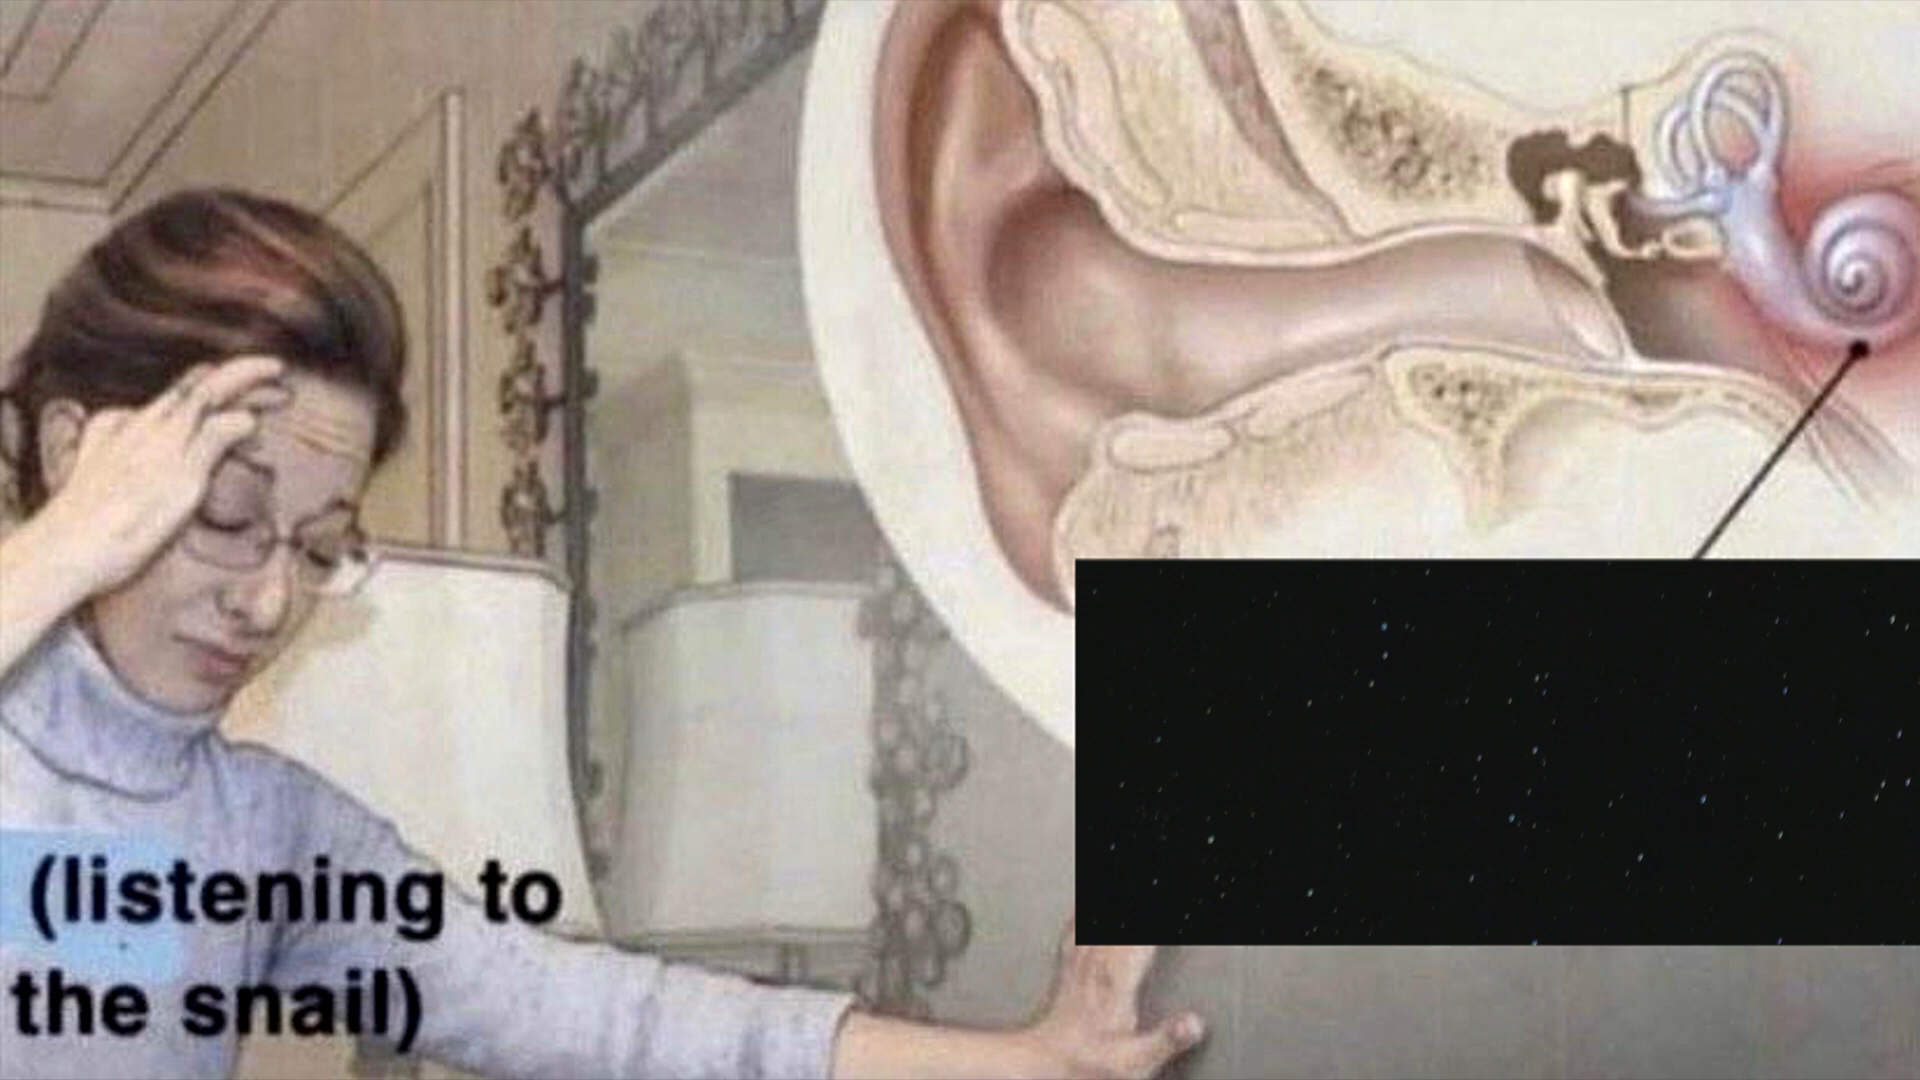 (listening to
the snail)